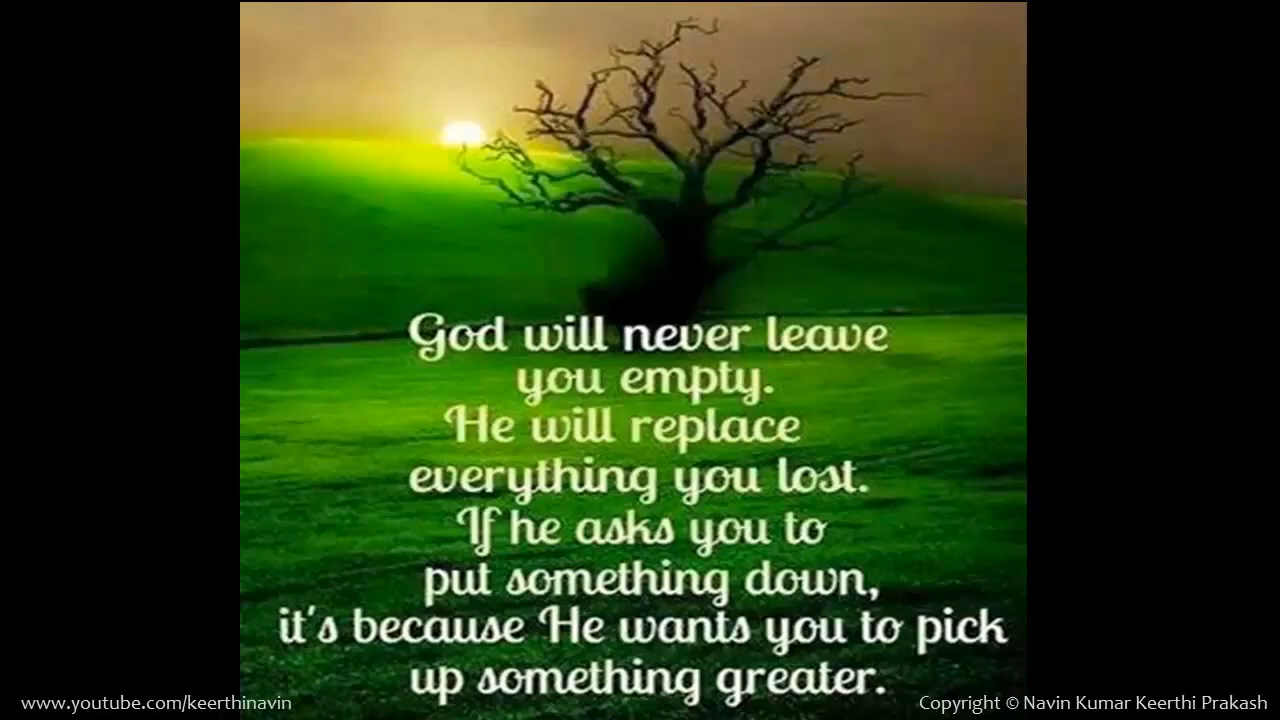 God will never leave
you empty.
He will replace
everything you lost.
If he asks you to
put something down,
it's because He wants you to pick
up something greater.
www.youtube.com/keerthinavin
Copyright © Navin Kumar Keerthi Prakash